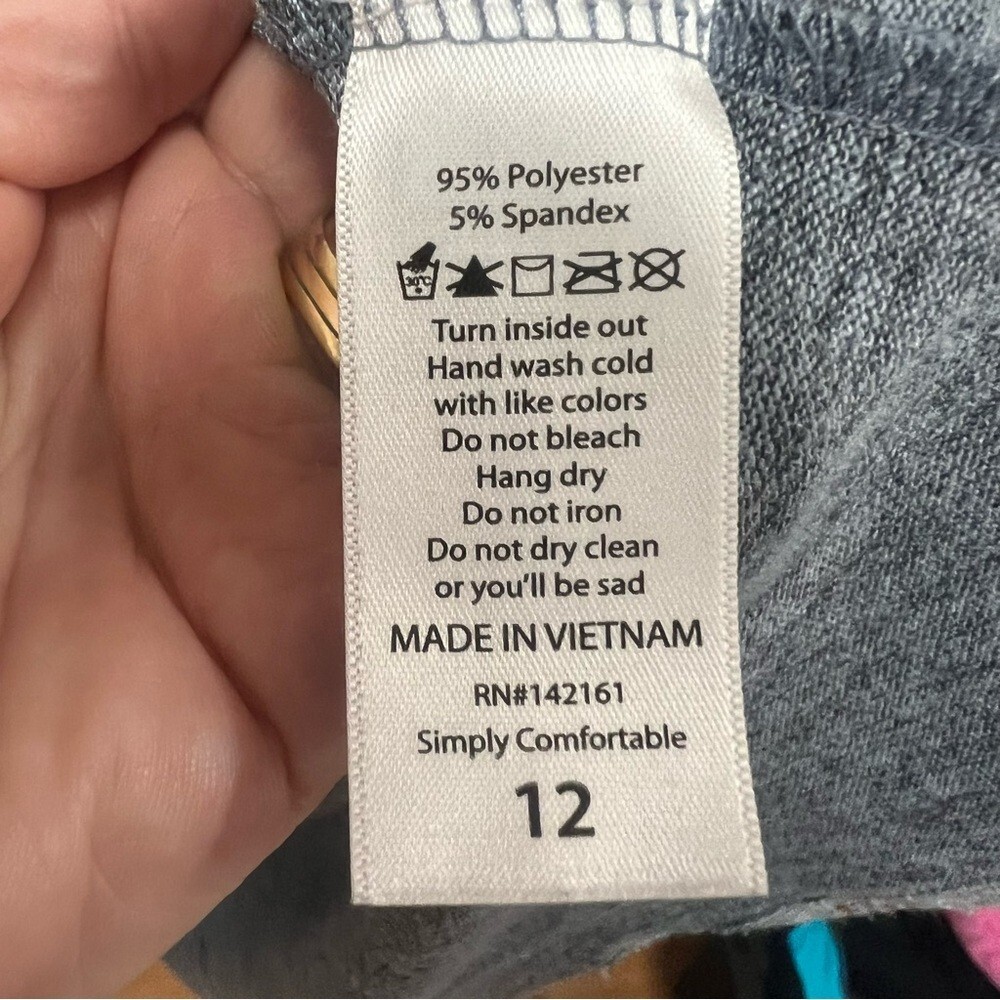 95% Polyester
5% Spandex
30°C
Turn inside out
Hand wash cold
with like colors
Do not bleach
Hang dry
Do not iron
Do not dry clean
or you'll be sad
MADE IN VIETNAM
RN#142161
Simply Comfortable
12